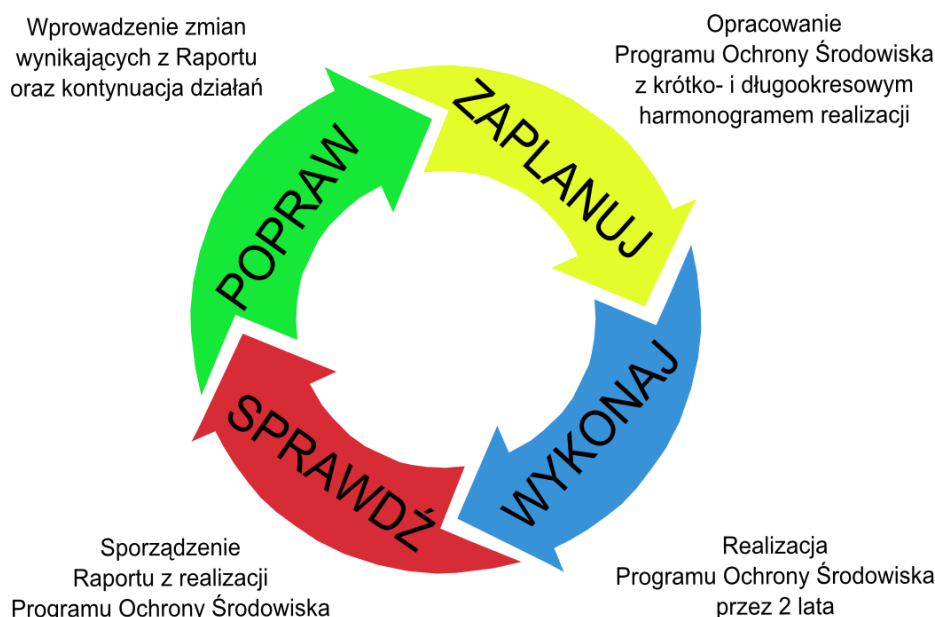 Wprowadzenie zmian
wynikających z Raportu
oraz kontynuacja działań
Opracowanie
Programu Ochrony Środowiska
z krótko- i długookresowym
harmonogramem realizacji
POPRAW
ZAPLANUJ
SPRAWDŹ
WYKONAJ
Sporządzenie
Raportu z realizacji
Programu Ochrony Środowiska
Realizacja
Programu Ochrony Środowiska
przez 2 lata